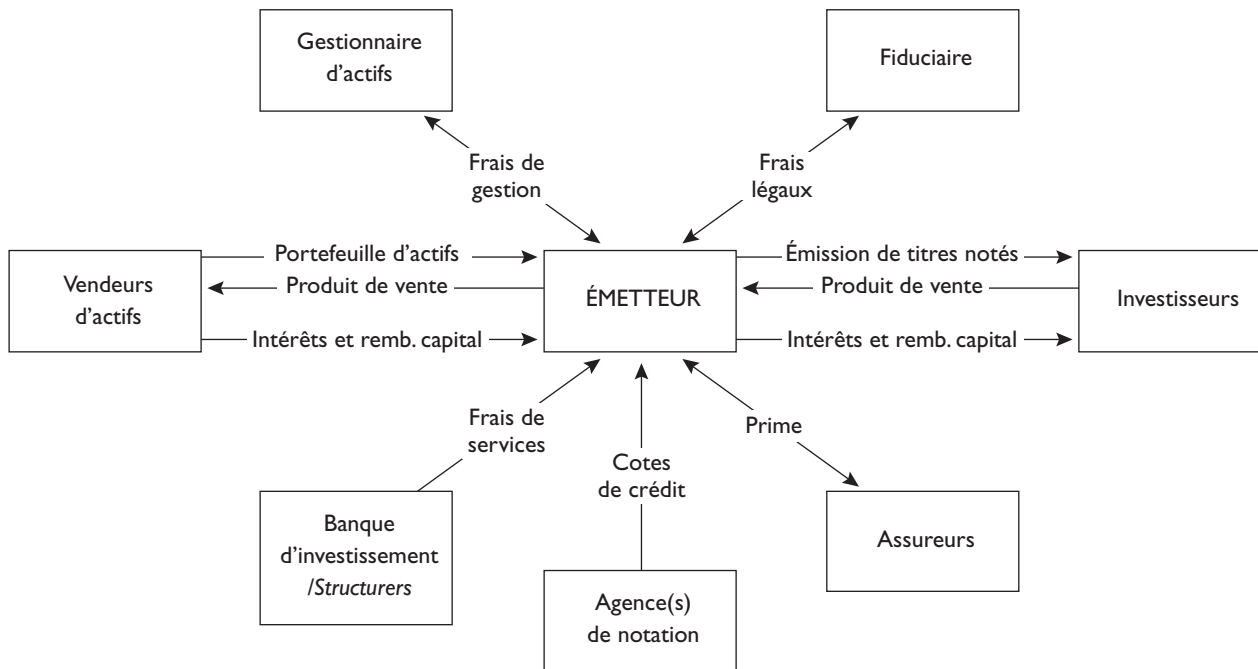 Gestionnaire
d'actifs
Fiduciaire
Frais de
gestion
Frais
légaux
Vendeurs
d'actifs
Portefeuille d'actifs
Produit de vente
Intérêts et remb. capital
ÉMETTEUR
Émission de titres notés
Produit de vente
Intérêts et remb. capital
Investisseurs
Frais de
services
Cotes
de crédit
Prime
Banque
d'investissement
/Structurers
Agence(s)
de notation
Assureurs